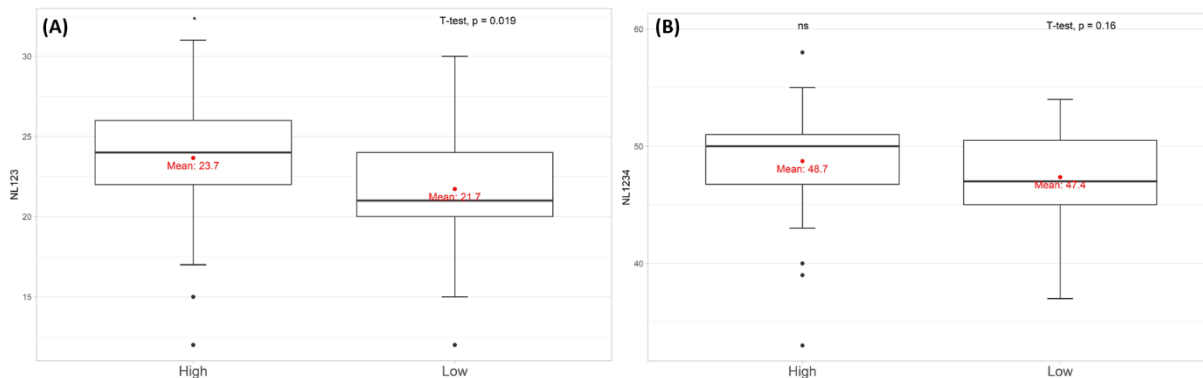 (A)
*
T-test, p = 0.019
30
25
20
15
NL123
Mean: 23.7
Mean: 21.7
High
Low
(B)
ns
T-test, p = 0.16
60
50
40
NL1234
Mean: 48.7
Mean: 47.4
High
Low